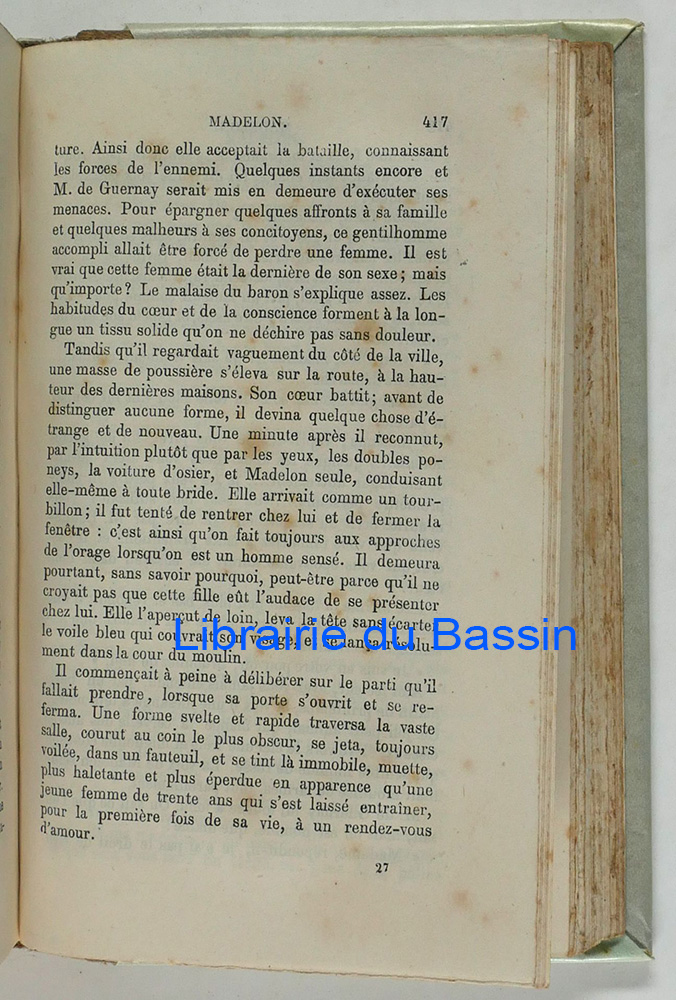 MADELON. 417
ture. Ainsi donc elle acceptait la bataille, connaissant
les forces de l'ennemi. Quelques instants encore et
M. de Guernay serait mis en demeure d'exécuter ses
menaces. Pour épargner quelques affronts à sa famille
et quelques malheurs à ses concitoyens, ce gentilhomme
accompli allait être forcé de perdre une femme. Il est
vrai que cette femme était la dernière de son sexe; mais
qu'importe? Le malaise du baron s'explique assez. Les
habitudes du cœur et de la conscience forment à la lon-
gue un tissu solide qu'on ne déchire pas sans douleur.
Tandis qu'il regardait vaguement du côté de la ville,
une masse de poussière s'éleva sur la route, à la hau-
teur des dernières maisons. Son cœur battit; avant de
distinguer aucune forme, il devina quelque chose d'é-
trange et de nouveau. Une minute après il reconnut,
par l'intuition plutôt que par les yeux, les doubles po-
neys, la voiture d'osier, et Madelon seule, conduisant
elle-même à toute bride. Elle arrivait comme un tour-
billon; il fut tenté de rentrer chez lui et de fermer la
fenêtre : c'est ainsi qu'on fait toujours aux approches
de l'orage lorsqu'on est un homme sensé. Il demeura
pourtant, sans savoir pourquoi, peut-être parce qu'il ne
croyait pas que cette fille eût l'audace de se présenter
chez lui. Elle l'aperçut de loin, leva la tête sans écarter
le voile bleu qui couvrait son visage, et se lança résolu-
Librairie du Bassin
ment dans la cour du moulin.
Il commençait à peine à délibérer sur le parti qu'il
fallait prendre, lorsque sa porte s'ouvrit et se re-
ferma. Une forme svelte et rapide traversa la vaste
salle, courut au coin le plus obscur, se jeta, toujours
voilée, dans un fauteuil, et se tint là immobile, muette,
plus haletante et plus éperdue en apparence qu'une
jeune femme de trente ans qui s'est laissé entraîner,
pour la première fois de sa vie, à un rendez-vous
d'amour.
27